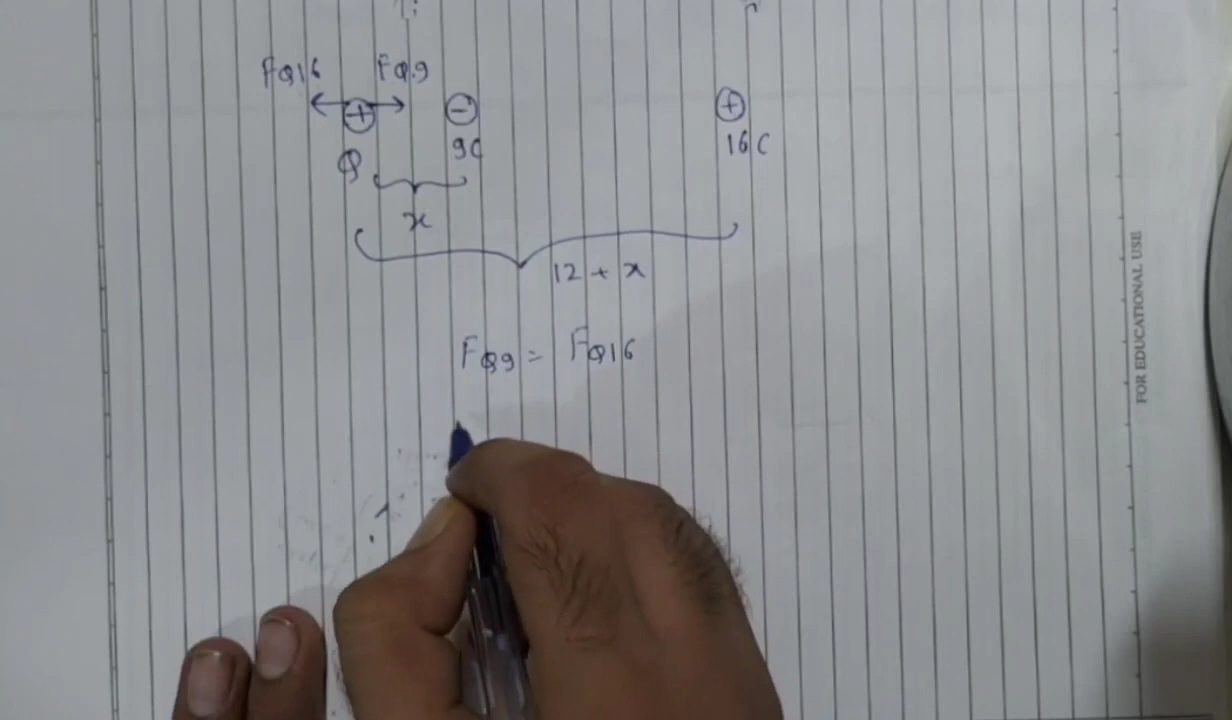 FQ16 FQ9
+ -  +
Q 9C 16C
x
12 + x
FQ9 = FQ16
FOR EDUCATIONAL USE